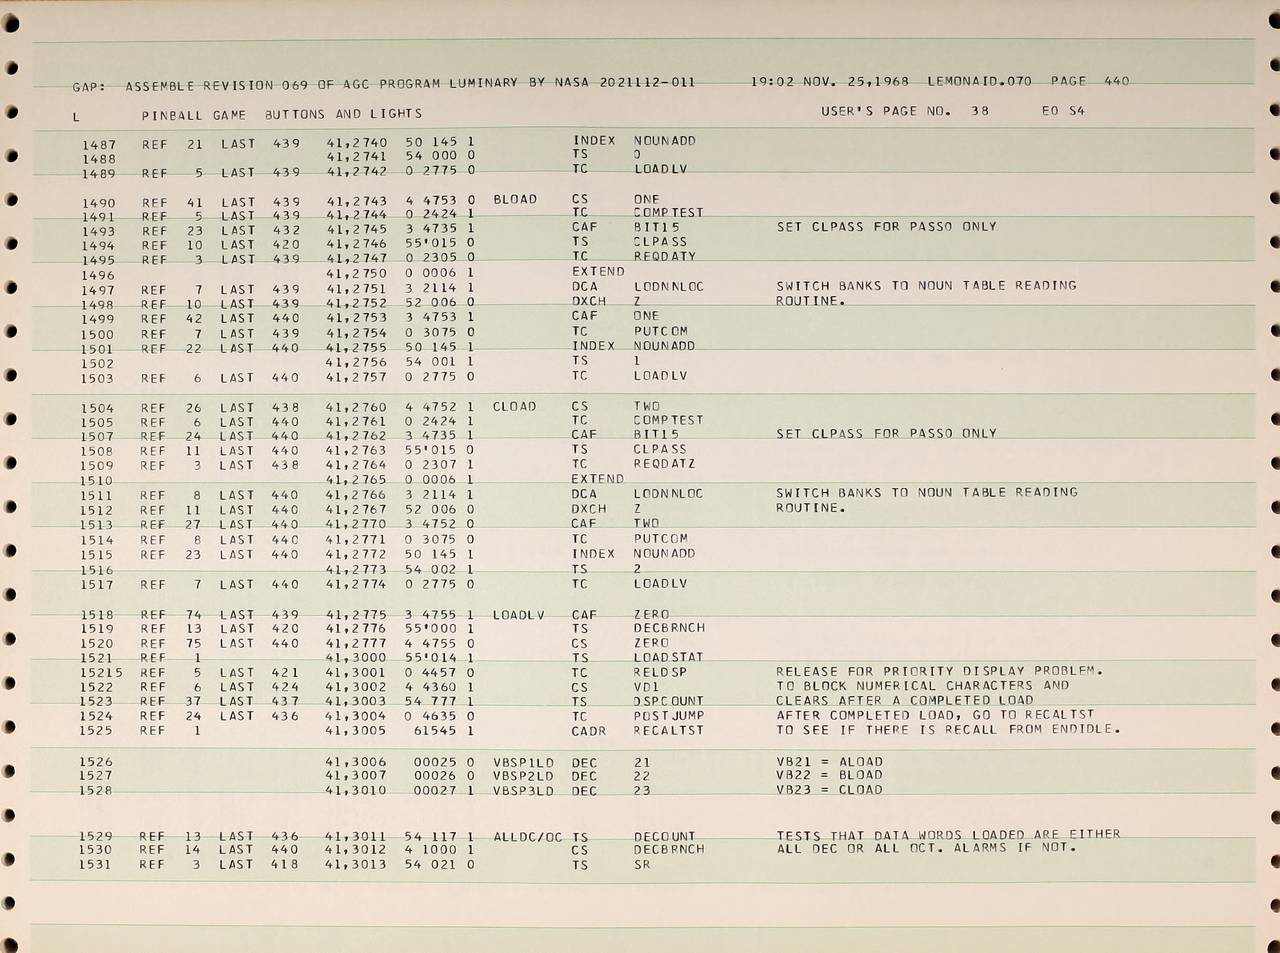 GAP: ASSEMBLE REVISION 069 OF AGC PROGRAM LUMINARY BY NASA 2021112-011 19:02 NOV. 25,1968 LEMONAID.070 PAGE 440
L PINBALL GAME BUTTONS AND LIGHTS USER'S PAGE NO. 38 E0 S4
1487 REF 21 LAST 439 41,2740 50 145 1 INDEX NOUNADD
1488 41,2741 54 000 0 TS 0
1489 REF 5 LAST 439 41,2742 0 2775 0 TC LOADLV
1490 REF 41 LAST 439 41,2743 4 4753 0 BLOAD CS ONE
1491 REF 5 LAST 439 41,2744 0 2424 1 TC COMPTEST
1493 REF 23 LAST 432 41,2745 3 4735 1 CAF BIT15 SET CLPASS FOR PASS0 ONLY
1494 REF 10 LAST 420 41,2746 55'015 0 TS CLPASS
1495 REF 3 LAST 439 41,2747 0 2305 0 TC REQDATY
1496 41,2750 0 0006 1 EXTEND
1497 REF 7 LAST 439 41,2751 3 2114 1 DCA LODNNLOC SWITCH BANKS TO NOUN TABLE READING
1498 REF 10 LAST 439 41,2752 52 006 0 DXCH Z ROUTINE.
1499 REF 42 LAST 440 41,2753 3 4753 1 CAF ONE
1500 REF 7 LAST 439 41,2754 0 3075 0 TC PUTCOM
1501 REF 22 LAST 440 41,2755 50 145 1 INDEX NOUNADD
1502 41,2756 54 001 1 TS 1
1503 REF 6 LAST 440 41,2757 0 2775 0 TC LOADLV
1504 REF 26 LAST 438 41,2760 4 4752 1 CLOAD CS TWO
1505 REF 6 LAST 440 41,2761 0 2424 1 TC COMPTEST
1507 REF 24 LAST 440 41,2762 3 4735 1 CAF BIT15 SET CLPASS FOR PASS0 ONLY
1508 REF 11 LAST 440 41,2763 55'015 0 TS CLPASS
1509 REF 3 LAST 438 41,2764 0 2307 1 TC REQDATZ
1510 41,2765 0 0006 1 EXTEND
1511 REF 8 LAST 440 41,2766 3 2114 1 DCA LODNNLOC SWITCH BANKS TO NOUN TABLE READING
1512 REF 11 LAST 440 41,2767 52 006 0 DXCH Z ROUTINE.
1513 REF 27 LAST 440 41,2770 3 4752 0 CAF TWO
1514 REF 8 LAST 440 41,2771 0 3075 0 TC PUTCOM
1515 REF 23 LAST 440 41,2772 50 145 1 INDEX NOUNADD
1516 41,2773 54 002 1 TS 2
1517 REF 7 LAST 440 41,2774 0 2775 0 TC LOADLV
1518 REF 74 LAST 439 41,2775 3 4755 1 LOADLV CAF ZERO
1519 REF 13 LAST 420 41,2776 55'000 1 TS DECBRNCH
1520 REF 75 LAST 440 41,2777 4 4755 0 CS ZERO
1521 REF 1 41,3000 55'014 1 TS LOADSTAT
15215 REF 5 LAST 421 41,3001 0 4457 0 TC RELDSP RELEASE FOR PRIORITY DISPLAY PROBLEM.
1522 REF 6 LAST 424 41,3002 4 4360 1 CS VD1 TO BLOCK NUMERICAL CHARACTERS AND
1523 REF 37 LAST 437 41,3003 54 777 1 TS DSPCOUNT CLEARS AFTER A COMPLETED LOAD
1524 REF 24 LAST 436 41,3004 0 4635 0 TC POSTJUMP AFTER COMPLETED LOAD, GO TO RECALTST
1525 REF 1 41,3005 61545 1 CADR RECALTST TO SEE IF THERE IS RECALL FROM ENDIDLE.
1526 41,3006 00025 0 VBSP1LD DEC 21 VB21 = ALOAD
1527 41,3007 00026 0 VBSP2LD DEC 22 VB22 = BLOAD
1528 41,3010 00027 1 VBSP3LD DEC 23 VB23 = CLOAD
1529 REF 13 LAST 436 41,3011 54 117 1 ALLDC/OC TS DECOUNT TESTS THAT DATA WORDS LOADED ARE EITHER
1530 REF 14 LAST 440 41,3012 4 1000 1 CS DECBRNCH ALL DEC OR ALL OCT. ALARMS IF NOT.
1531 REF 3 LAST 418 41,3013 54 021 0 TS SR